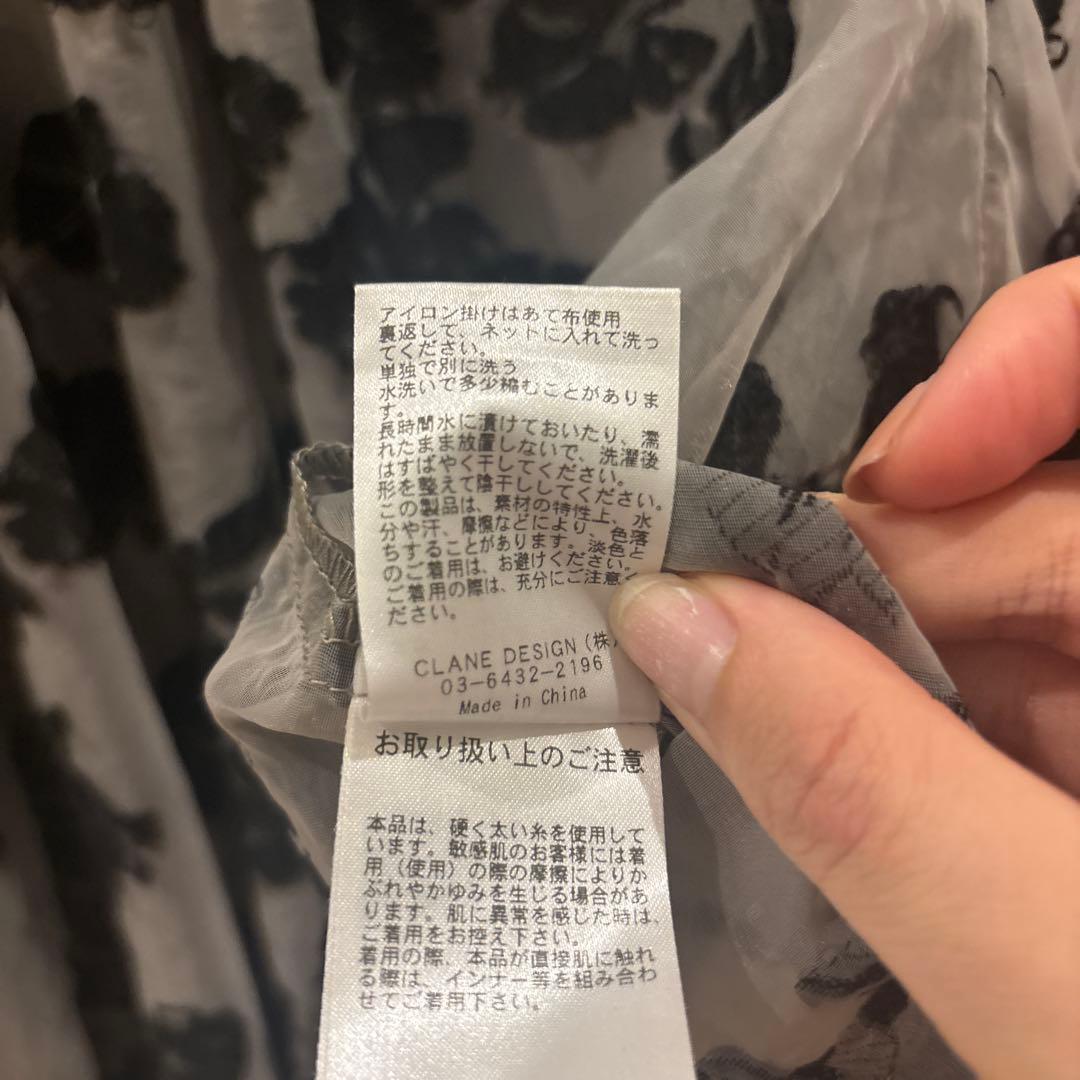 アイロン掛けはあて布使用
裏返して、ネットに入れて洗っ
てください。
単独で別に洗う
水洗いで多少縮むことがありま
す。
長時間水に漬けておいたり、濡
れたまま放置しないで、洗濯後
はすばやく干してください。
形を整えて陰干ししてください。
この製品は、素材の特性上、水
分や汗、摩擦などにより、色落
ちすることがあります。淡色と
のご着用は、お避けください。
ご着用の際は、充分にご注意く
ださい。
CLANE DESIGN (株
03-6432-2196
Made in China
お取り扱い上のご注意
本品は、硬く太い糸を使用して
います。敏感肌のお客様には着
用（使用）の際の摩擦によりか
ぶれやかゆみを生じる場合があ
ります。肌に異常を感じた時は、
ご着用をお控え下さい。
着用の際、本品が直接肌に触れ
る際は、インナー等を組み合わ
せてご着用下さい。